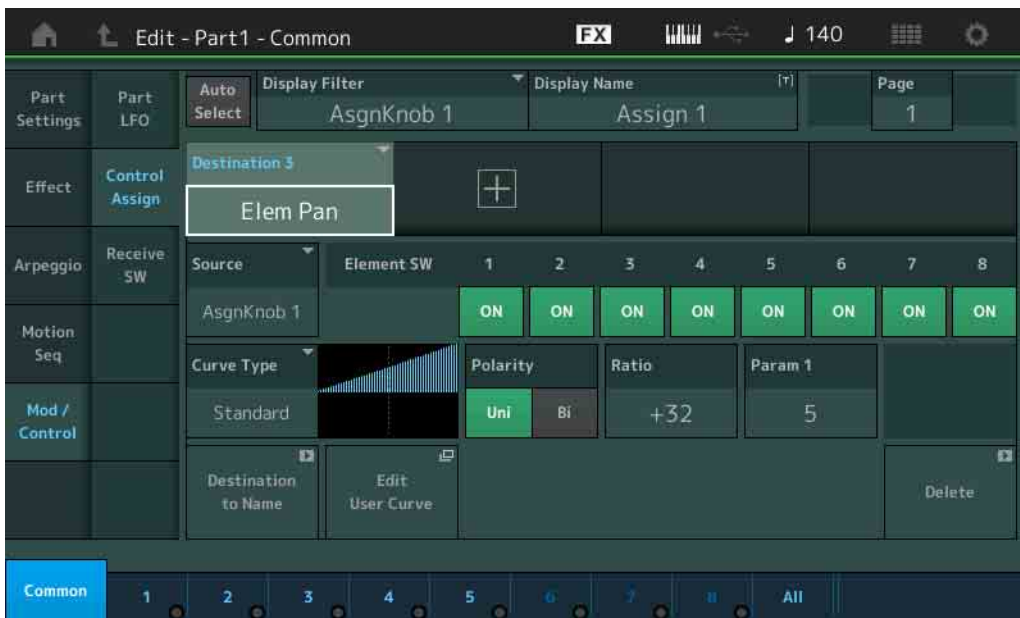 Edit - Part1 - Common
FX
140
Part Settings
Part LFO
Auto Select
Display Filter
AsgnKnob 1
Display Name
[T]
Assign 1
Page
1
Effect
Control Assign
Destination 3
Elem Pan
Arpeggio
Receive SW
Source
AsgnKnob 1
Element SW
1 2 3 4 5 6 7 8
ON ON ON ON ON ON ON ON
Motion Seq
Curve Type
Standard
Polarity
Uni Bi
Ratio
+32
Param 1
5
Mod / Control
Destination to Name
Edit User Curve
Delete
Common 1 2 3 4 5 6 7 8 All